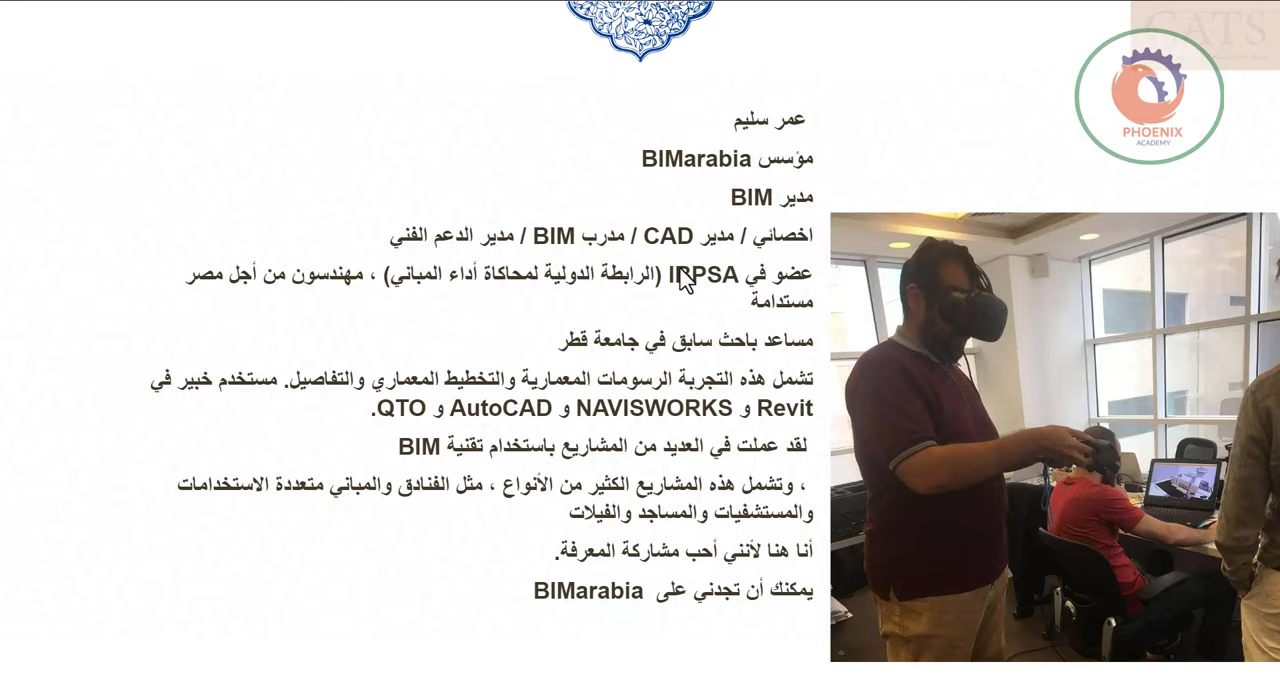 CATS
PHOENIX
ACADEMY
عمر سليم
مؤسس BIMarabia
مدير BIM
اخصائي / مدير CAD / مدرب BIM / مدير الدعم الفني
عضو في (الرابطة الدولية لمحاكاة أداء المباني) ، مهندسون من أجل مصر
مستدامة
مساعد باحث سابق في جامعة قطر
تشمل هذه التجربة الرسومات المعمارية والتخطيط المعماري والتفاصيل. مستخدم خبير في
Revit و NAVISWORKS و AutoCAD و QTO.
لقد عملت في العديد من المشاريع باستخدام تقنية BIM
، وتشمل هذه المشاريع الكثير من الأنواع ، مثل الفنادق والمباني متعددة الاستخدامات
والمستشفيات والمساجد والفيلات
أنا هنا لأنني أحب مشاركة المعرفة.
يمكنك أن تجدني على BIMarabia